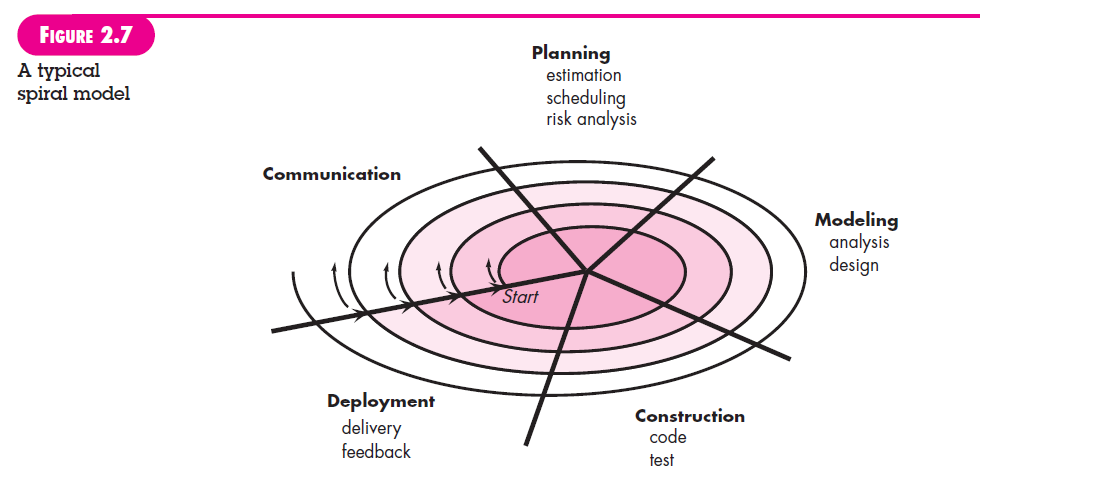 FIGURE 2.7
A typical
spiral model
Planning
estimation
scheduling
risk analysis
Communication
Modeling
analysis
design
Start
Deployment
delivery
feedback
Construction
code
test